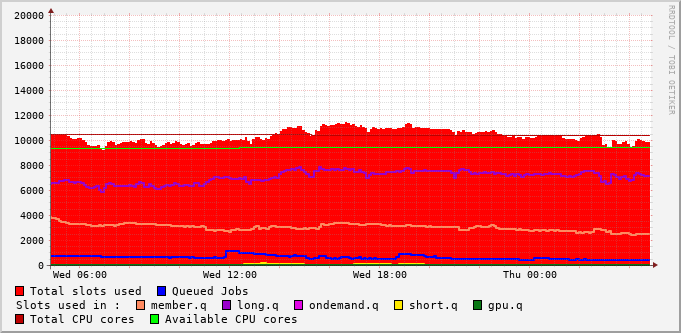 20000
18000
16000
14000
12000
10000
8000
6000
4000
2000
0
Wed 06:00 Wed 12:00 Wed 18:00 Thu 00:00
Total slots used Queued Jobs
Slots used in : member.q long.q ondemand.q short.q gpu.q
Total CPU cores Available CPU cores
RRDTOOL / TOBI OETIKER